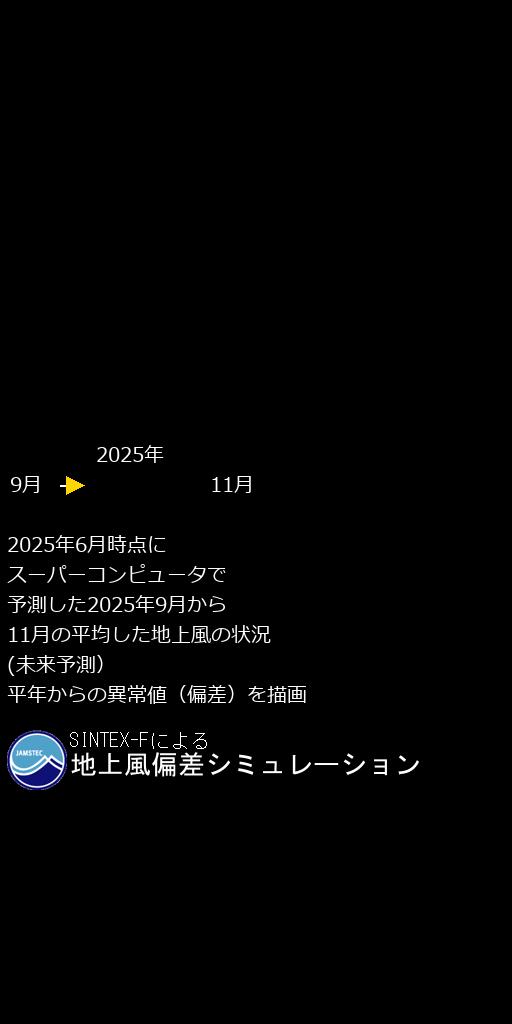 2025年
9月 11月
2025年6月時点に
スーパーコンピュータで
予測した2025年9月から
11月の平均した地上風の状況
(未来予測）
平年からの異常値（偏差）を描画
SINTEX-Fによる
JAMSTEC
地上風偏差シミュレーション